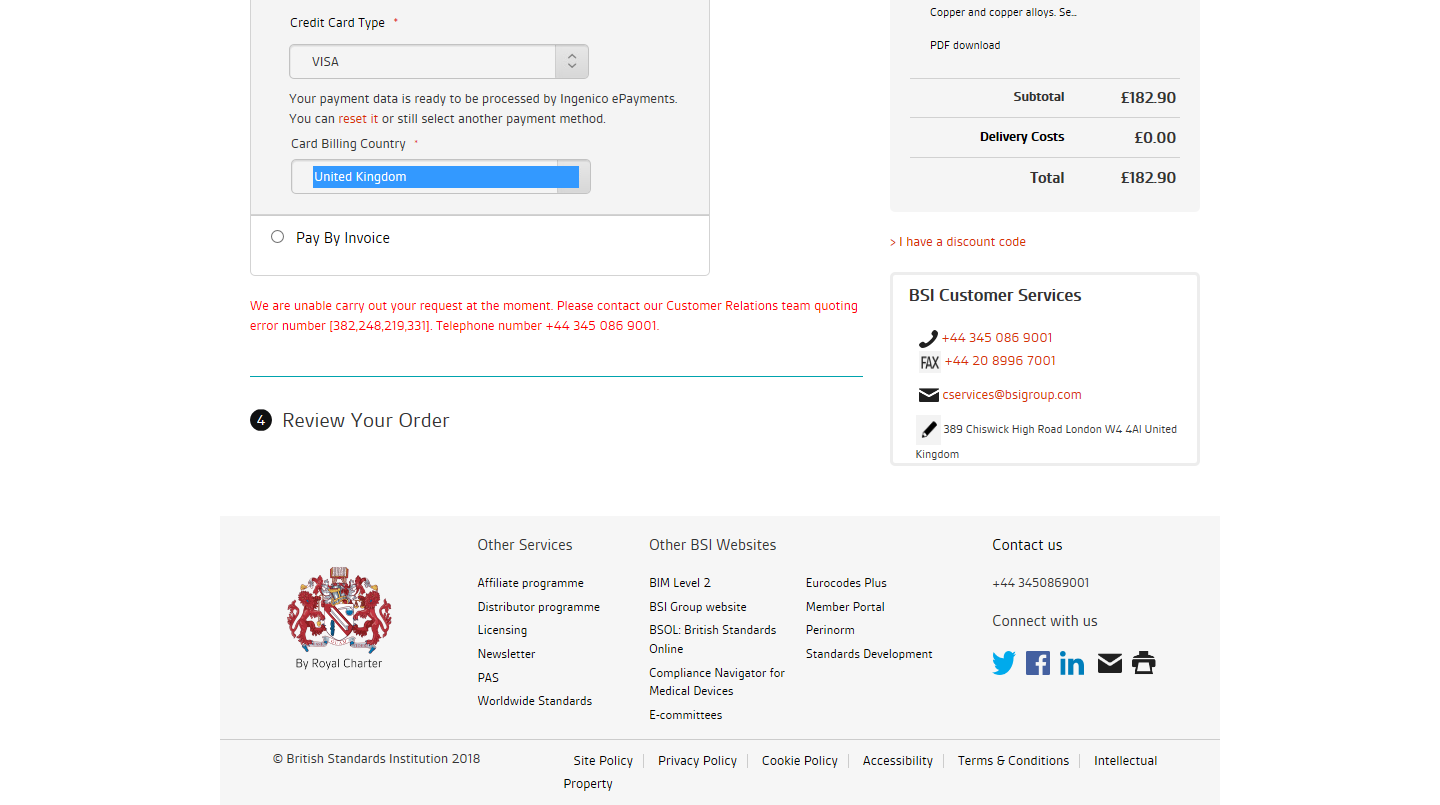 Credit Card Type *
VISA
Your payment data is ready to be processed by Ingenico ePayments.
You can reset it or still select another payment method.
Card Billing Country *
United Kingdom
Pay By Invoice
We are unable carry out your request at the moment. Please contact our Customer Relations team quoting
error number [382,248,219,331]. Telephone number +44 345 086 9001.
4 Review Your Order
Copper and copper alloys. Se...
PDF download
Subtotal £182.90
Delivery Costs £0.00
Total £182.90
> I have a discount code
BSI Customer Services
+44 345 086 9001
FAX +44 20 8996 7001
cservices@bsigroup.com
389 Chiswick High Road London W4 4Al United
Kingdom
By Royal Charter
Other Services
Affiliate programme
Distributor programme
Licensing
Newsletter
PAS
Worldwide Standards
Other BSI Websites
BIM Level 2
BSI Group website
BSOL: British Standards
Online
Compliance Navigator for
Medical Devices
E-committees
Eurocodes Plus
Member Portal
Perinorm
Standards Development
Contact us
+44 3450869001
Connect with us
© British Standards Institution 2018
Site Policy Privacy Policy Cookie Policy Accessibility Terms & Conditions Intellectual
Property